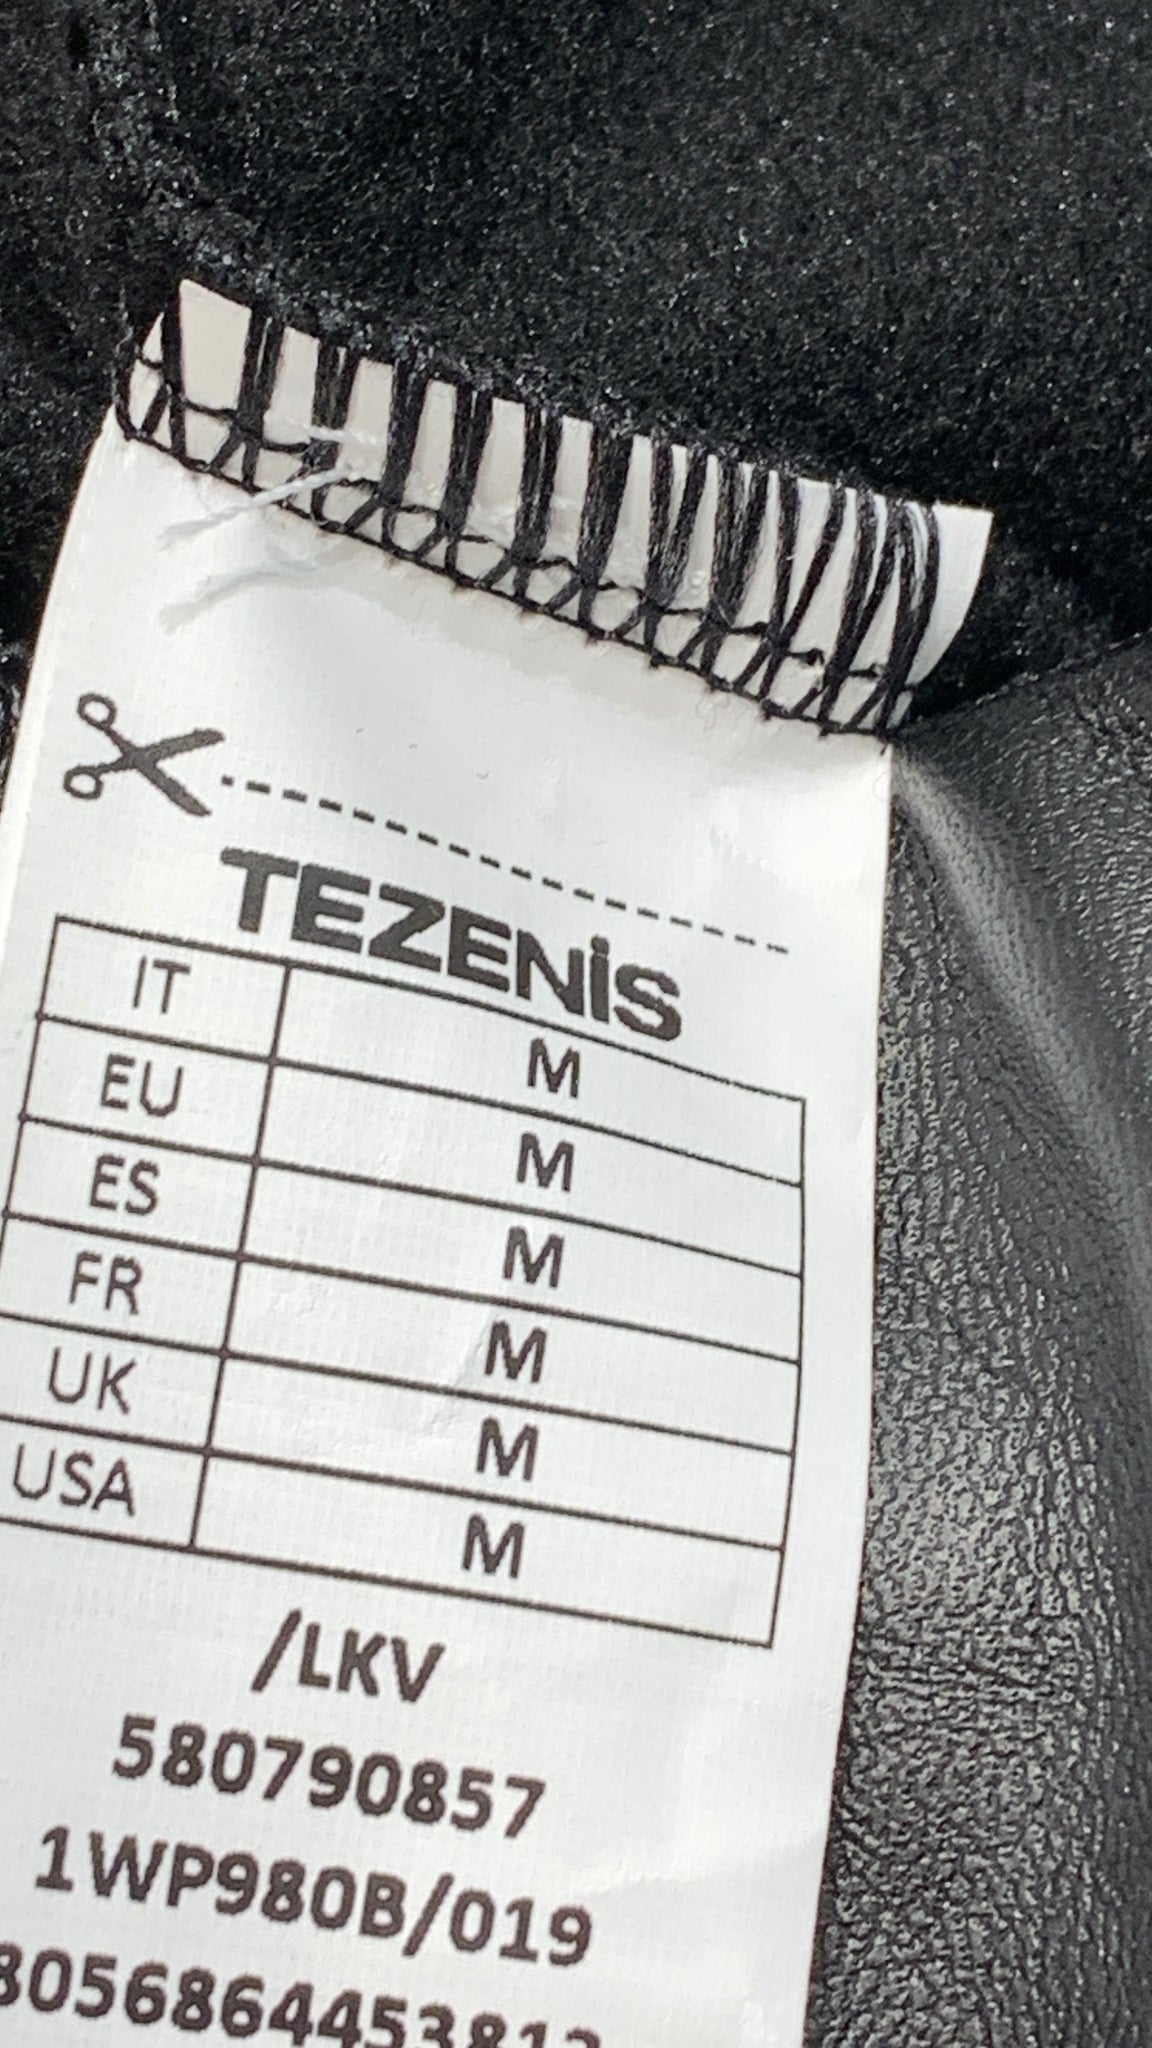 TEZENIS
IT M
EU M
ES M
FR M
UK M
USA M
/LKV
580790857
1WP980B/019